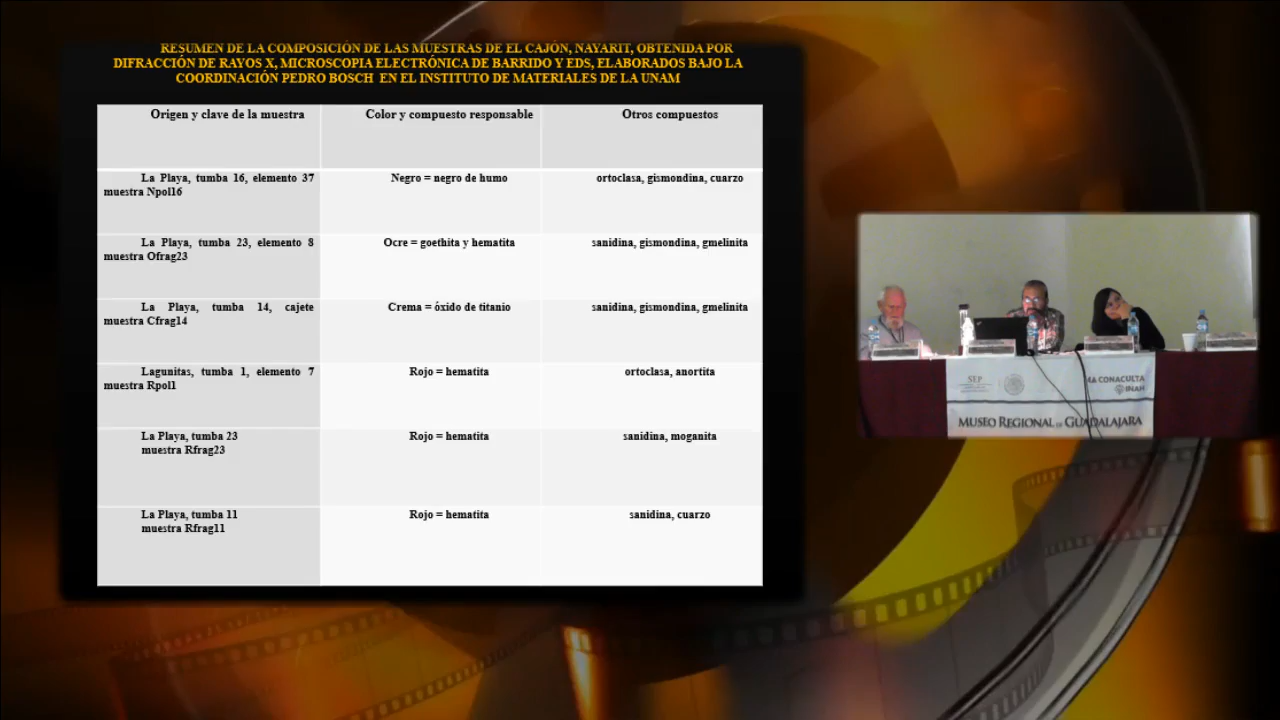 RESUMEN DE LA COMPOSICIÓN DE LAS MUESTRAS DE EL CAJÓN, NAYARIT, OBTENIDA POR
DIFRACCIÓN DE RAYOS X, MICROSCOPIA ELECTRÓNICA DE BARRIDO Y EDS, ELABORADOS BAJO LA
COORDINACIÓN PEDRO BOSCH EN EL INSTITUTO DE MATERIALES DE LA UNAM
Origen y clave de la muestra
Color y compuesto responsable
Otros compuestos
La Playa, tumba 16, elemento 37
muestra Npol16
Negro = negro de humo
ortoclasa, gismondina, cuarzo
La Playa, tumba 23, elemento 8
muestra Ofrag23
Ocre = goethita y hematita
sanidina, gismondina, gmelinita
La Playa, tumba 14, cajete
muestra Cfrag14
Crema = óxido de titanio
sanidina, gismondina, gmelinita
Lagunitas, tumba 1, elemento 7
muestra Rpol1
Rojo = hematita
ortoclasa, anortita
La Playa, tumba 23
muestra Rfrag23
Rojo = hematita
sanidina, moganita
La Playa, tumba 11
muestra Rfrag11
Rojo = hematita
sanidina, cuarzo
SEP
CONACULTA
INAH
MUSEO REGIONAL DE GUADALAJARA